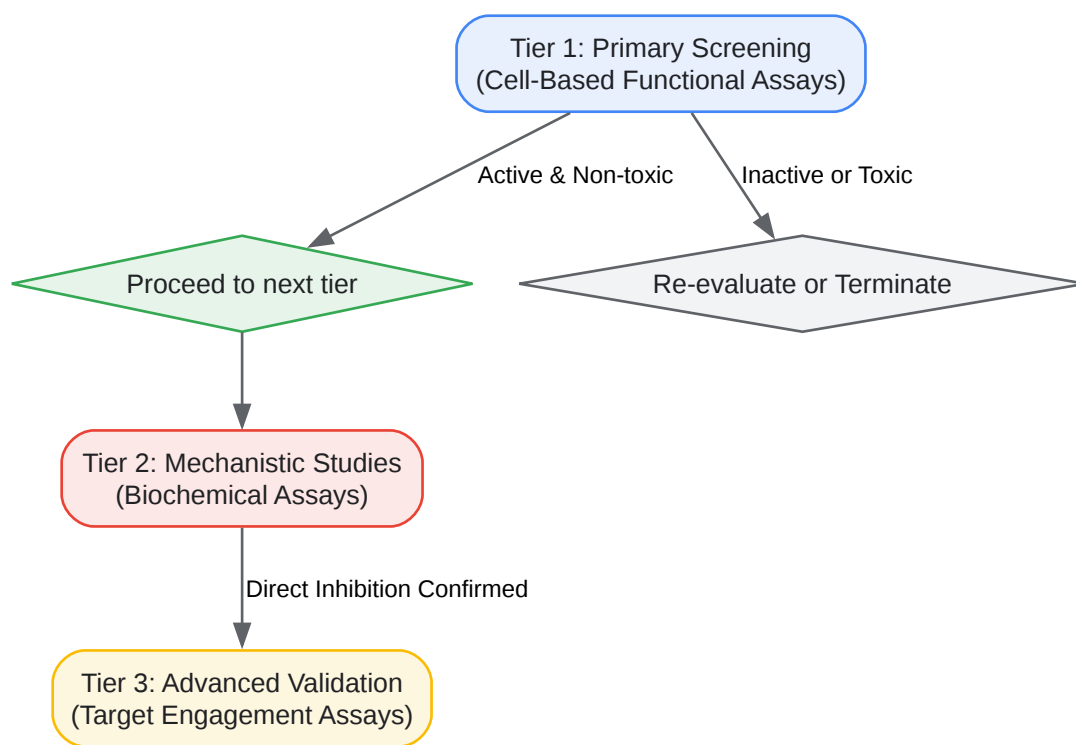 Tier 1: Primary Screening
(Cell-Based Functional Assays)
Active & Non-toxic
Inactive or Toxic
Proceed to next tier
Re-evaluate or Terminate
Tier 2: Mechanistic Studies
(Biochemical Assays)
Direct Inhibition Confirmed
Tier 3: Advanced Validation
(Target Engagement Assays)